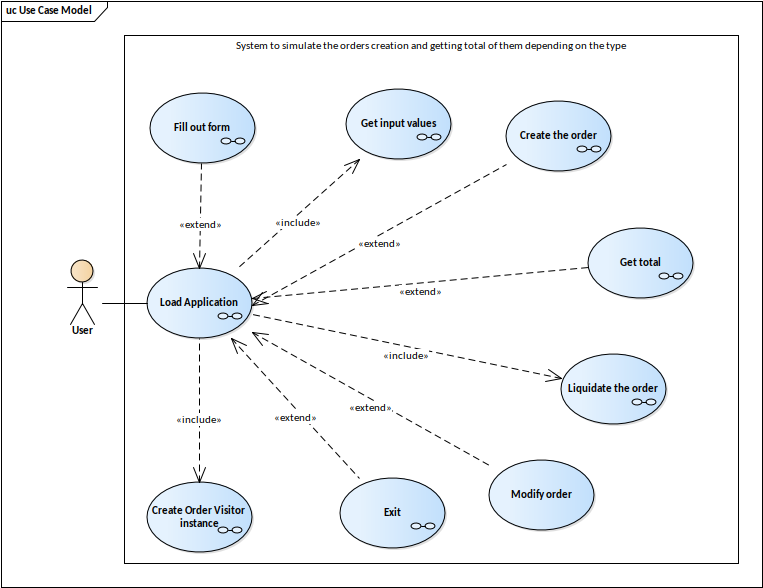 uc Use Case Model
System to simulate the orders creation and getting total of them depending on the type
Fill out form
Get input values
Create the order
«extend»
«include»
«extend»
Get total
«extend»
User
Load Application
«include»
Liquidate the order
«extend»
«include»
«extend»
Modify order
Create Order Visitor
instance
Exit